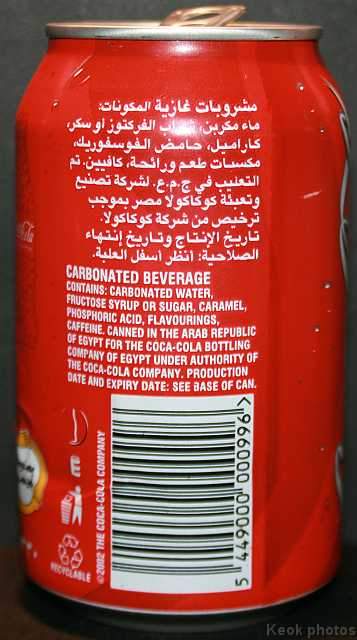 مشروبات غازية المكونات:
ماء مكربن، شراب الفركتوز أو سكر،
كاراميل، حامض الفوسفوريك،
مكسبات طعم ورائحة، كافيين. تم
التعليب في ج.م.ع. لشركة تصنيع
وتعبئة كوكاكولا مصر بموجب
ترخيص من شركة كوكاكولا.
تاريخ الإنتاج وتاريخ إنتهاء
الصلاحية: أنظر أسفل العلبة.
CARBONATED BEVERAGE
CONTAINS: CARBONATED WATER,
FRUCTOSE SYRUP OR SUGAR, CARAMEL,
PHOSPHORIC ACID, FLAVOURINGS,
CAFFEINE. CANNED IN THE ARAB REPUBLIC
OF EGYPT FOR THE COCA-COLA BOTTLING
COMPANY OF EGYPT UNDER AUTHORITY OF
THE COCA-COLA COMPANY. PRODUCTION
DATE AND EXPIRY DATE: SEE BASE OF CAN.
©2002 THE COCA-COLA COMPANY
5 449000 000996>
RECYCLABLE
Keok photos